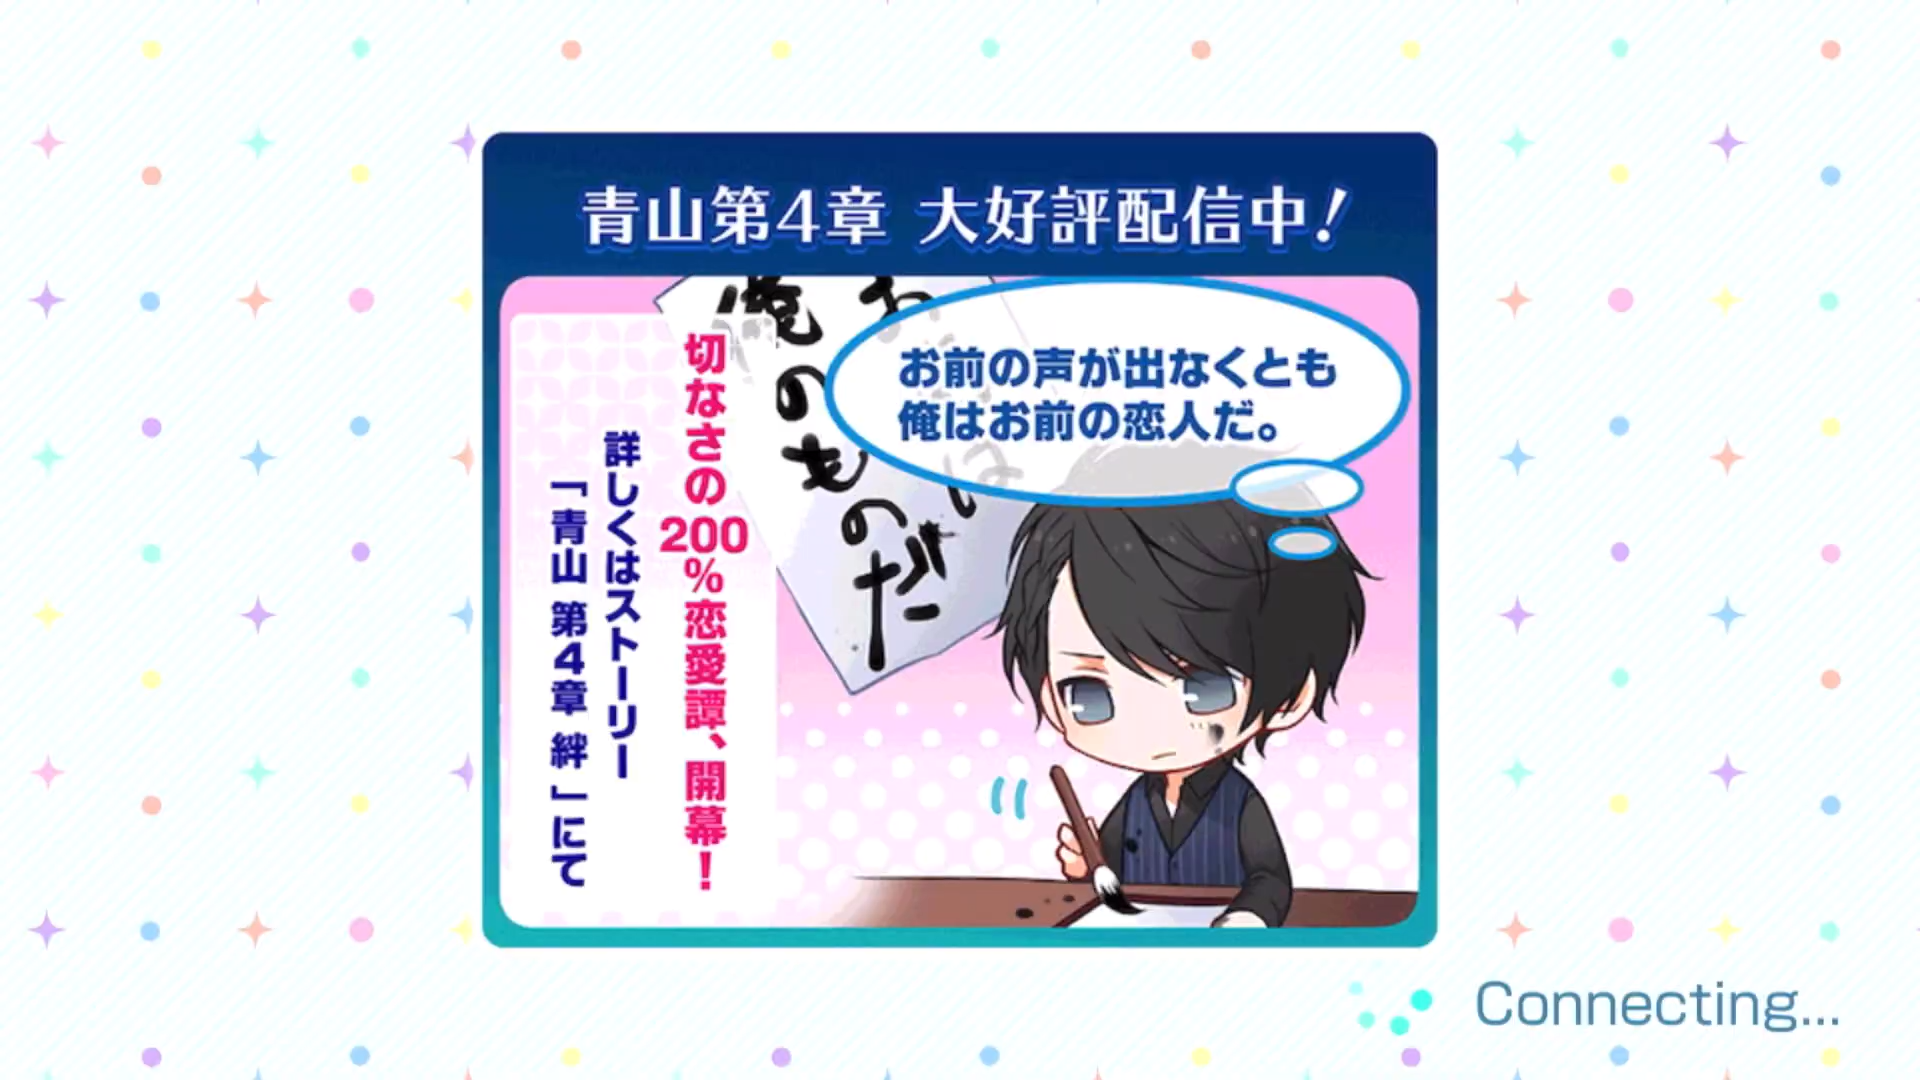 青山第4章 大好評配信中!
お前の声が出なくとも
俺はお前の恋人だ。
俺のものだ
切なさの200%恋愛譚、開幕!
詳しくはストーリー
「青山 第4章 絆」にて
Connecting...